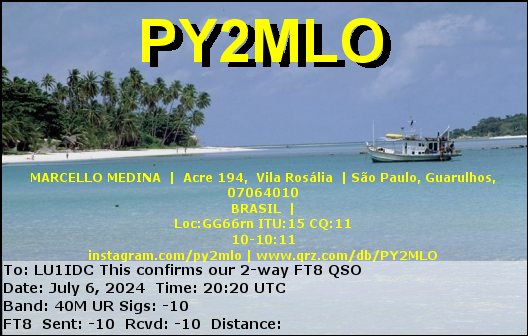 PY2MLO
MARCELLO MEDINA | Acre 194, Vila Rosália | São Paulo, Guarulhos,
07064010
BRASIL |
Loc:GG66rn ITU:15 CQ:11
10-10:11
instagram.com/py2mlo | www.qrz.com/db/PY2MLO
To: LU1IDC This confirms our 2-way FT8 QSO
Date: July 6, 2024 Time: 20:20 UTC
Band: 40M UR Sigs: -10
FT8 Sent: -10 Rcvd: -10 Distance: